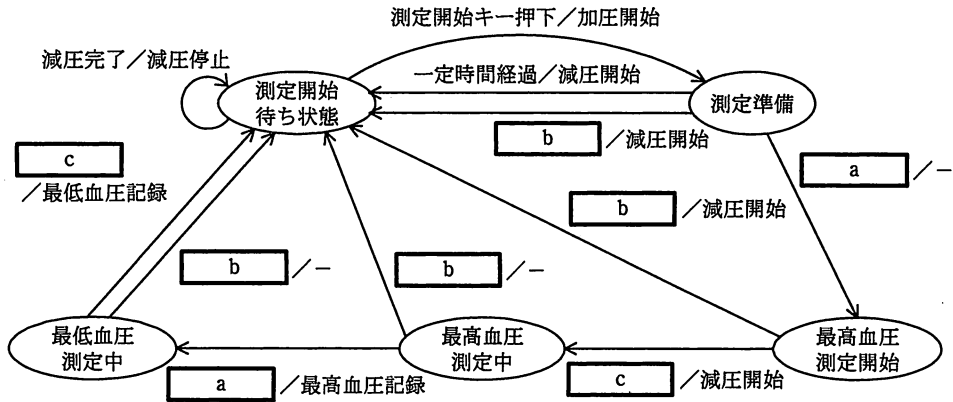 測定開始キー押下／加圧開始
減圧完了／減圧停止
一定時間経過／減圧開始
測定開始
待ち状態
測定準備
b ／減圧開始
c
／最低血圧記録
a ／－
b ／減圧開始
b ／－
b ／－
最低血圧
測定中
最高血圧
測定中
最高血圧
測定開始
a ／最高血圧記録
c ／減圧開始